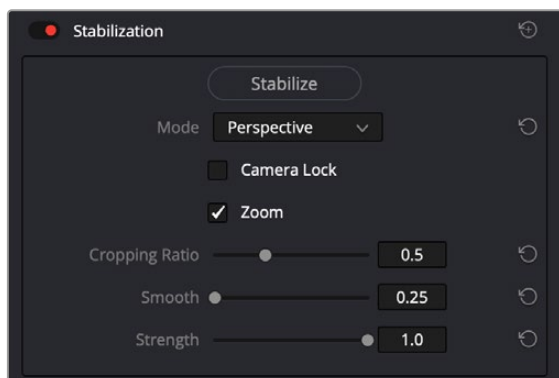 Stabilization
Stabilize
Mode Perspective
Camera Lock
Zoom
Cropping Ratio 0.5
Smooth 0.25
Strength 1.0